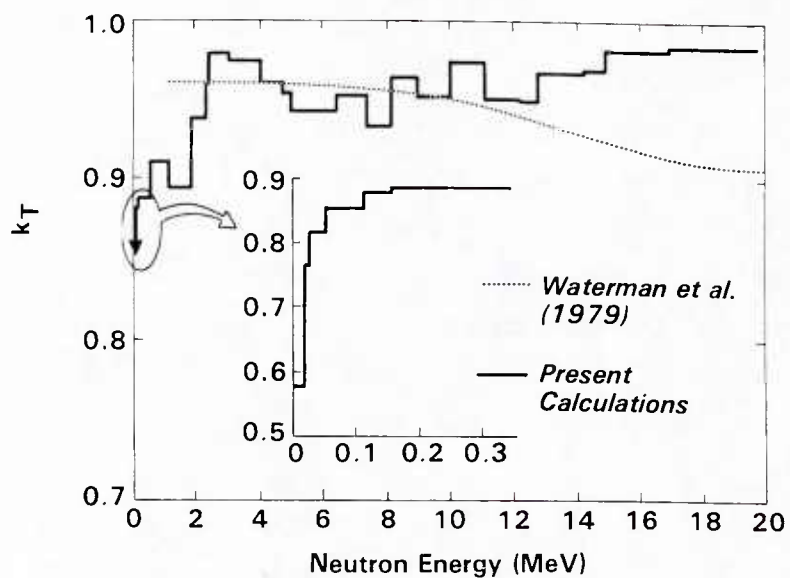 1.0
0.9
0.8
0.7
kT
0.9
0.8
0.7
0.6
0.5
0 0.1 0.2 0.3
Waterman et al.
(1979)
Present
Calculations
0 2 4 6 8 10 12 14 16 18 20
Neutron Energy (MeV)